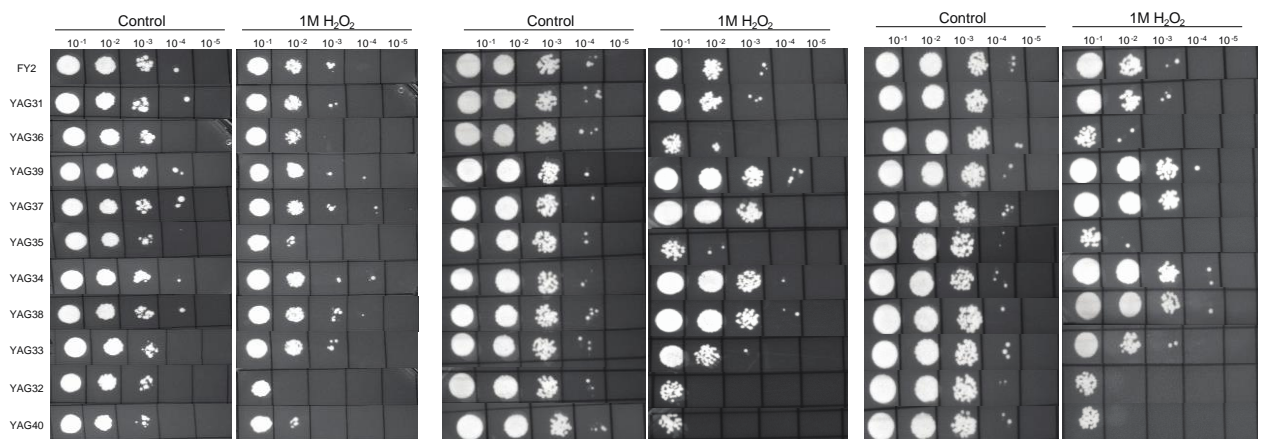 Control 1M H₂O₂ Control 1M H₂O₂ Control 1M H₂O₂
10⁻¹ 10⁻² 10⁻³ 10⁻⁴ 10⁻⁵ 10⁻¹ 10⁻² 10⁻³ 10⁻⁴ 10⁻⁵ 10⁻¹ 10⁻² 10⁻³ 10⁻⁴ 10⁻⁵ 10⁻¹ 10⁻² 10⁻³ 10⁻⁴ 10⁻⁵ 10⁻¹ 10⁻² 10⁻³ 10⁻⁴ 10⁻⁵ 10⁻¹ 10⁻² 10⁻³ 10⁻⁴ 10⁻⁵
FY2
YAG31
YAG36
YAG39
YAG37
YAG35
YAG34
YAG38
YAG33
YAG32
YAG40